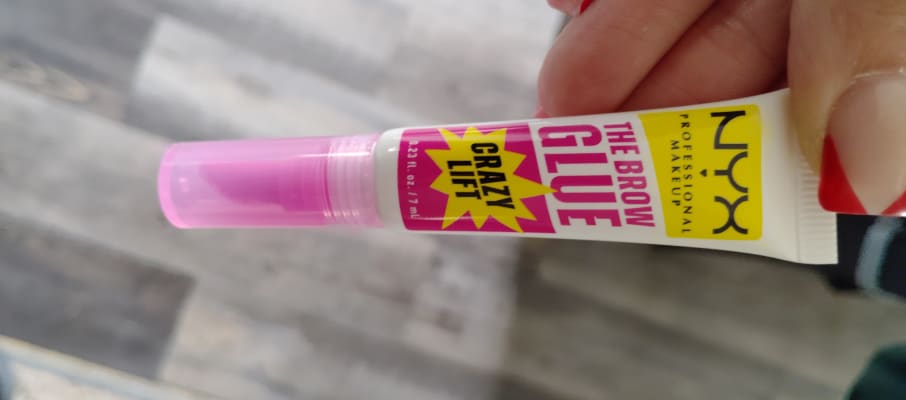 NYX
PROFESSIONAL
MAKEUP
THE BROW
GLUE
CRAZY
LIFT
0.23 fl. oz. / 7 mL